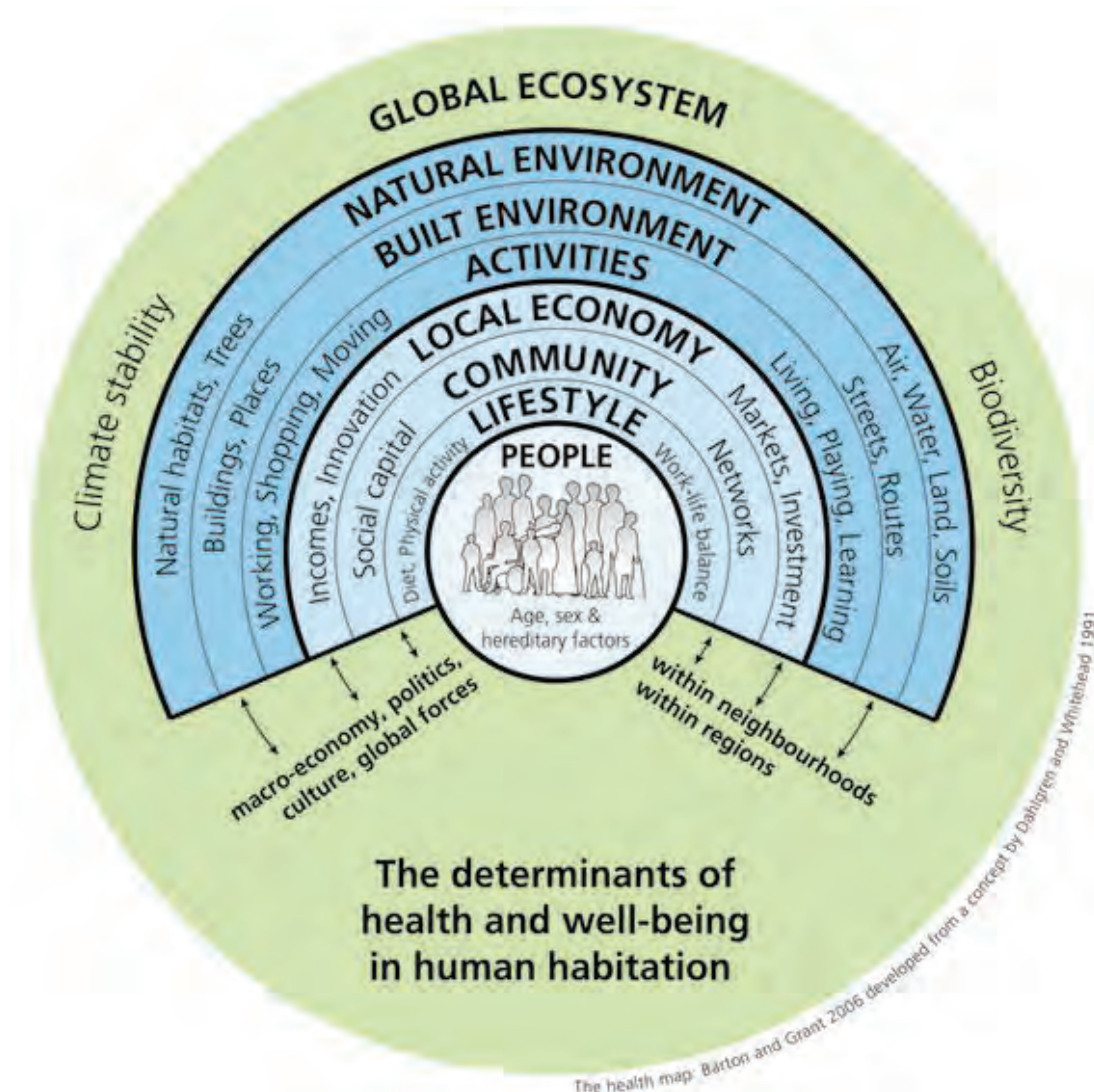 GLOBAL ECOSYSTEM
NATURAL ENVIRONMENT
BUILT ENVIRONMENT
ACTIVITIES
LOCAL ECONOMY
COMMUNITY
LIFESTYLE
PEOPLE
Age, sex &
hereditary factors
Climate stability
Natural habitats, Trees
Buildings, Places
Working, Shopping, Moving
Incomes, Innovation
Social capital
Diet, Physical activity
Work-life balance
Networks
Markets, Investment
Living, Playing, Learning
Streets, Routes
Air, Water, Land, Soils
Biodiversity
macro-economy, politics,
culture, global forces
within neighbourhoods
within regions
The determinants of
health and well-being
in human habitation
The health map: Barton and Grant 2006 developed from a concept by Dahlgren and Whitehead 1991